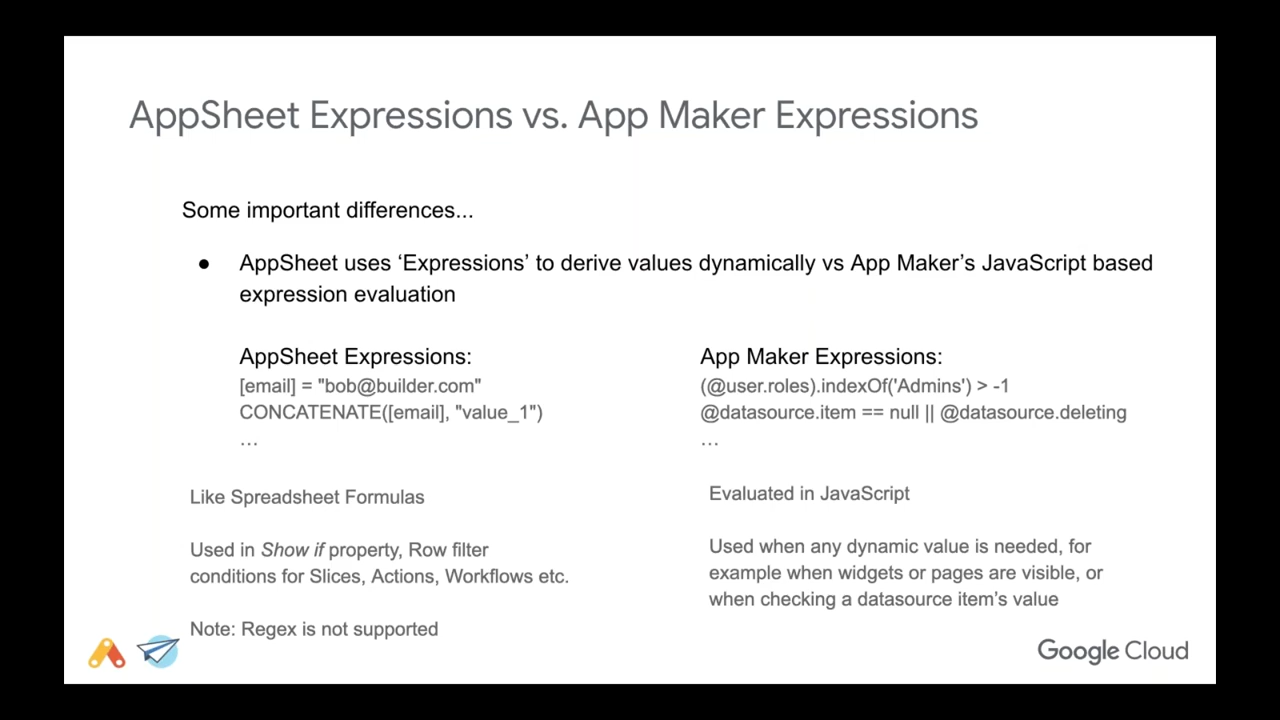 AppSheet Expressions vs. App Maker Expressions
Some important differences...
● AppSheet uses ‘Expressions’ to derive values dynamically vs App Maker’s JavaScript based
expression evaluation
AppSheet Expressions:
[email] = "bob@builder.com"
CONCATENATE([email], "value_1")
…
Like Spreadsheet Formulas
Used in Show if property, Row filter
conditions for Slices, Actions, Workflows etc.
Note: Regex is not supported
App Maker Expressions:
(@user.roles).indexOf('Admins') > -1
@datasource.item == null || @datasource.deleting
…
Evaluated in JavaScript
Used when any dynamic value is needed, for
example when widgets or pages are visible, or
when checking a datasource item’s value
Google Cloud